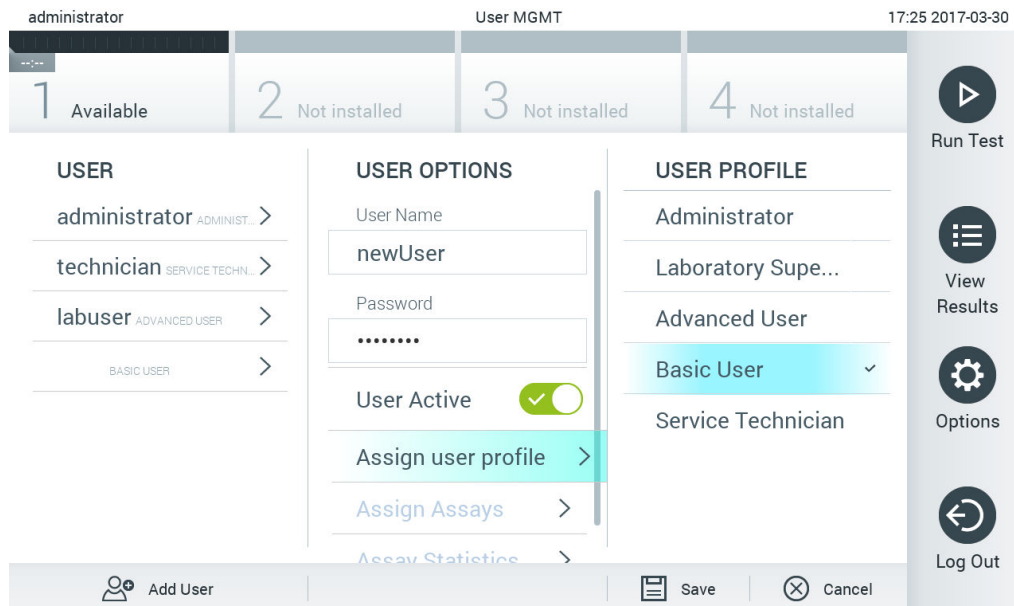 administrator User MGMT 17:25 2017-03-30
--:--
1 Available 2 Not installed 3 Not installed 4 Not installed
Run Test
USER
administrator ADMINIST...
technician SERVICE TECHN...
labuser ADVANCED USER
BASIC USER
USER OPTIONS
User Name
newUser
Password
••••••••
User Active
Assign user profile
Assign Assays
Assay Statistics
USER PROFILE
Administrator
Laboratory Supe...
Advanced User
Basic User
Service Technician
View
Results
Options
Log Out
Add User Save Cancel